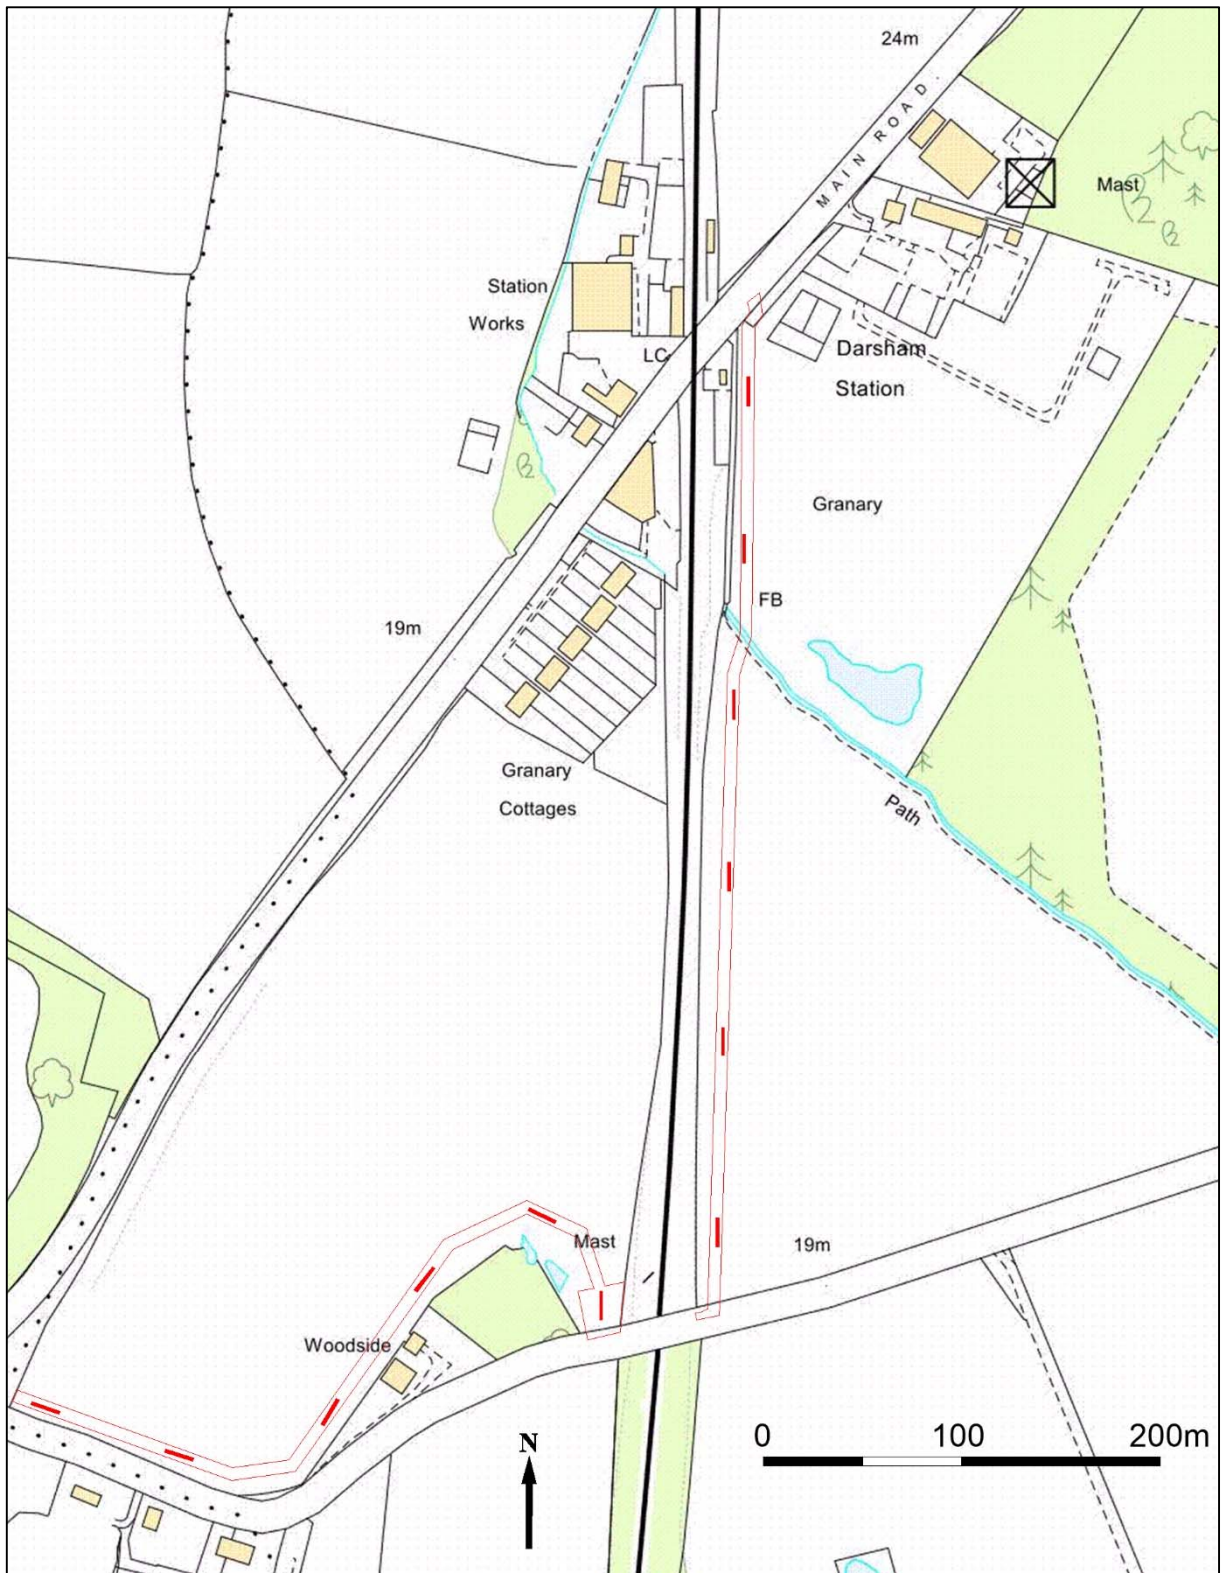 24m
MAIN ROAD.
Mast
Station
Works
LC
Darsham
Station
Granary
FB
19m
Granary
Cottages
Path
Mast
19m
Woodside
N
0 100 200m